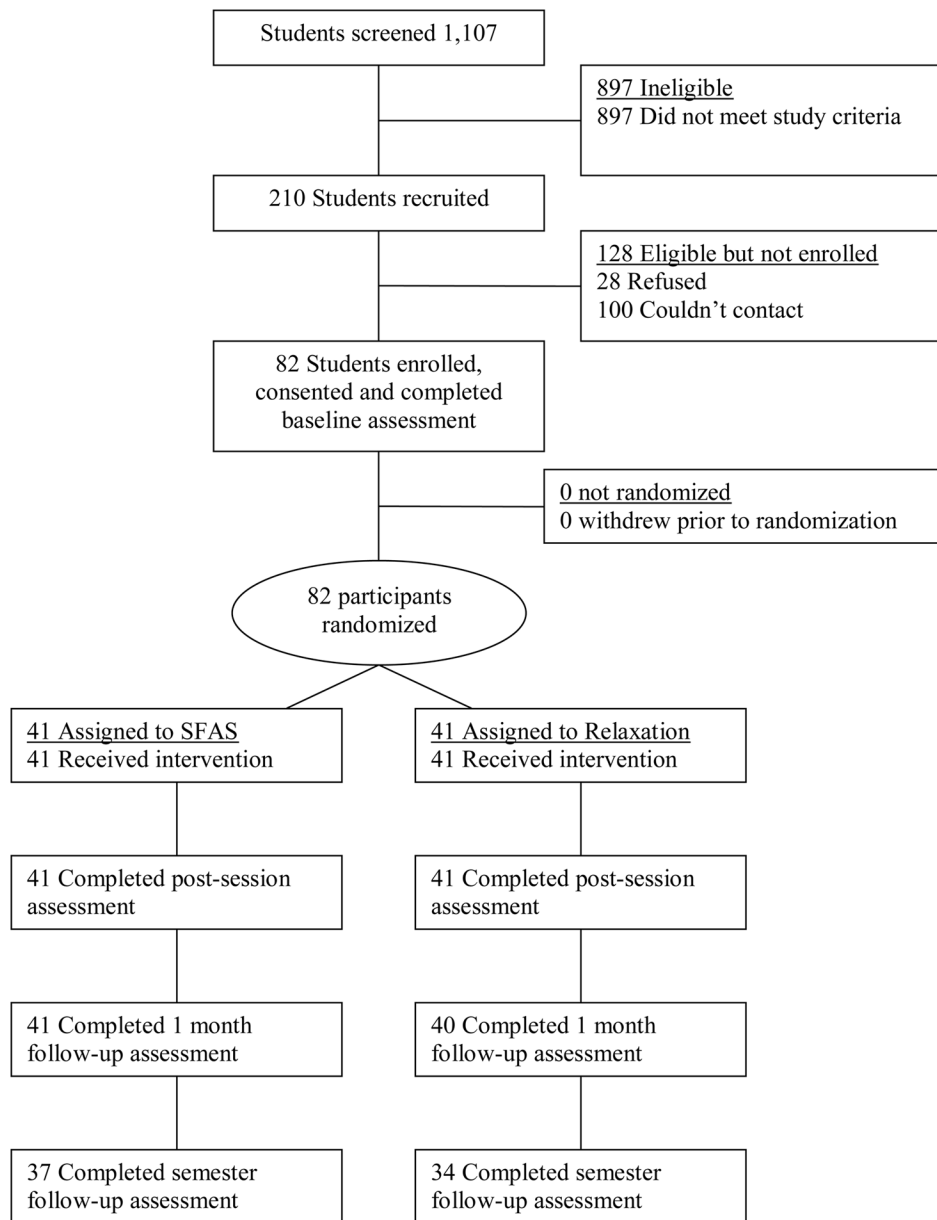 Students screened 1,107
897 Ineligible
897 Did not meet study criteria
210 Students recruited
128 Eligible but not enrolled
28 Refused
100 Couldn’t contact
82 Students enrolled,
consented and completed
baseline assessment
0 not randomized
0 withdrew prior to randomization
82 participants
randomized
41 Assigned to SFAS
41 Received intervention
41 Assigned to Relaxation
41 Received intervention
41 Completed post-session
assessment
41 Completed post-session
assessment
41 Completed 1 month
follow-up assessment
40 Completed 1 month
follow-up assessment
37 Completed semester
follow-up assessment
34 Completed semester
follow-up assessment